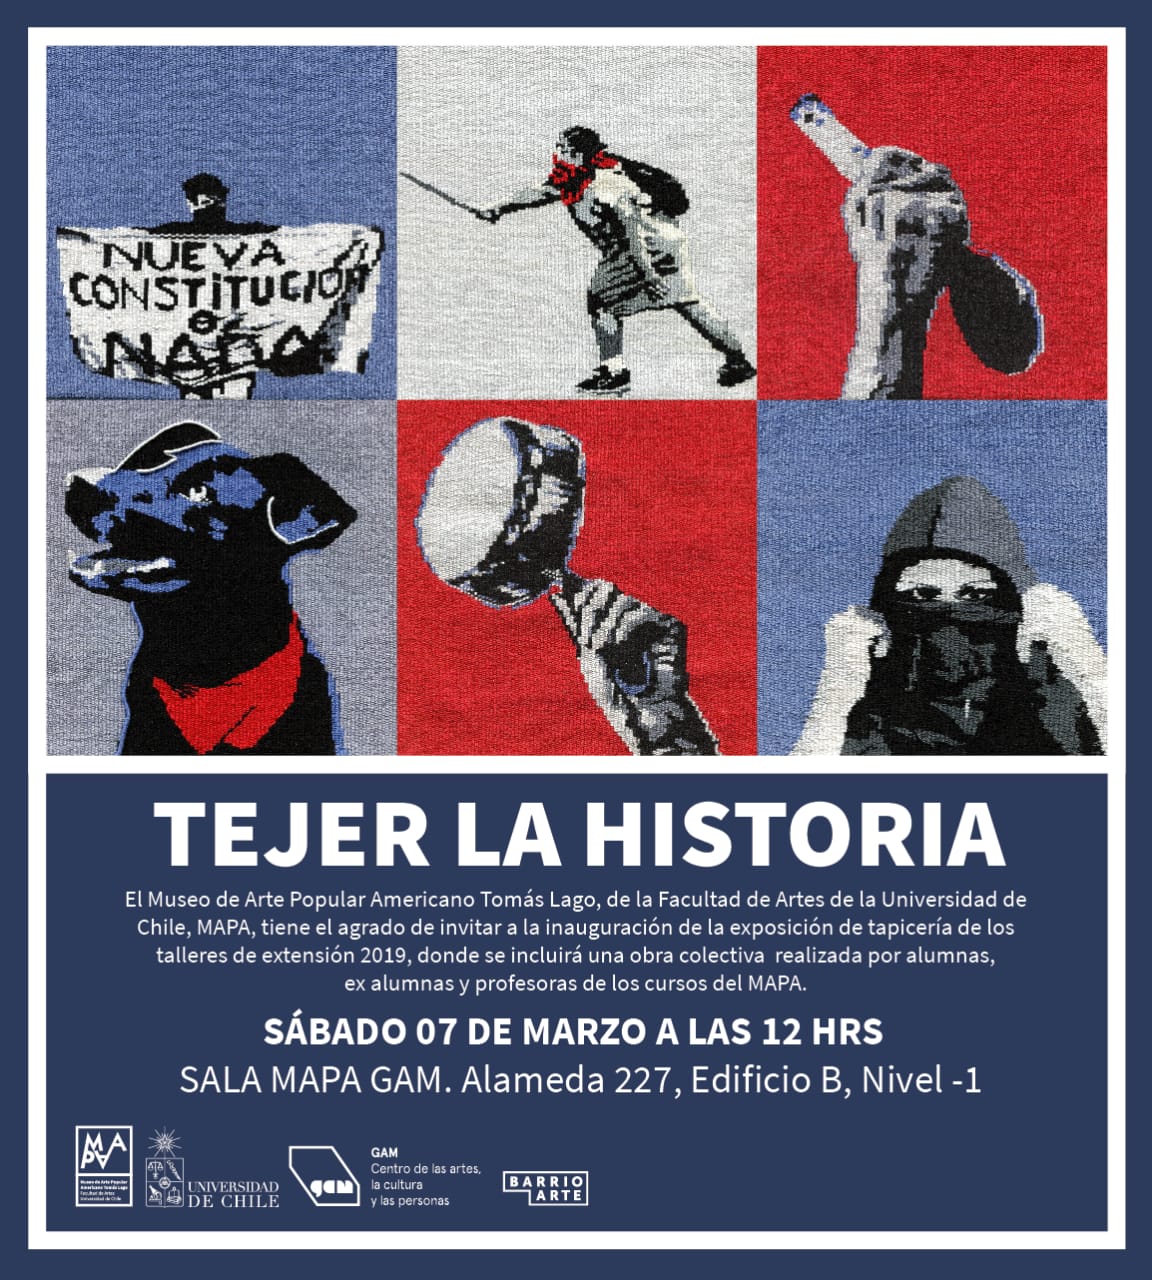 NUEVA
CONSTITUCION
O
NADA
TEJER LA HISTORIA
El Museo de Arte Popular Americano Tomás Lago, de la Facultad de Artes de la Universidad de
Chile, MAPA, tiene el agrado de invitar a la inauguración de la exposición de tapicería de los
talleres de extensión 2019, donde se incluirá una obra colectiva realizada por alumnas,
ex alumnas y profesoras de los cursos del MAPA.
SÁBADO 07 DE MARZO A LAS 12 HRS
SALA MAPA GAM. Alameda 227, Edificio B, Nivel -1
MAPA
Museo de Arte Popular
Americano Tomás Lago
Facultad de Artes
Universidad de Chile
UNIVERSIDAD
DE CHILE
gam
GAM
Centro de las artes,
la cultura
y las personas
BARRIO
ARTE